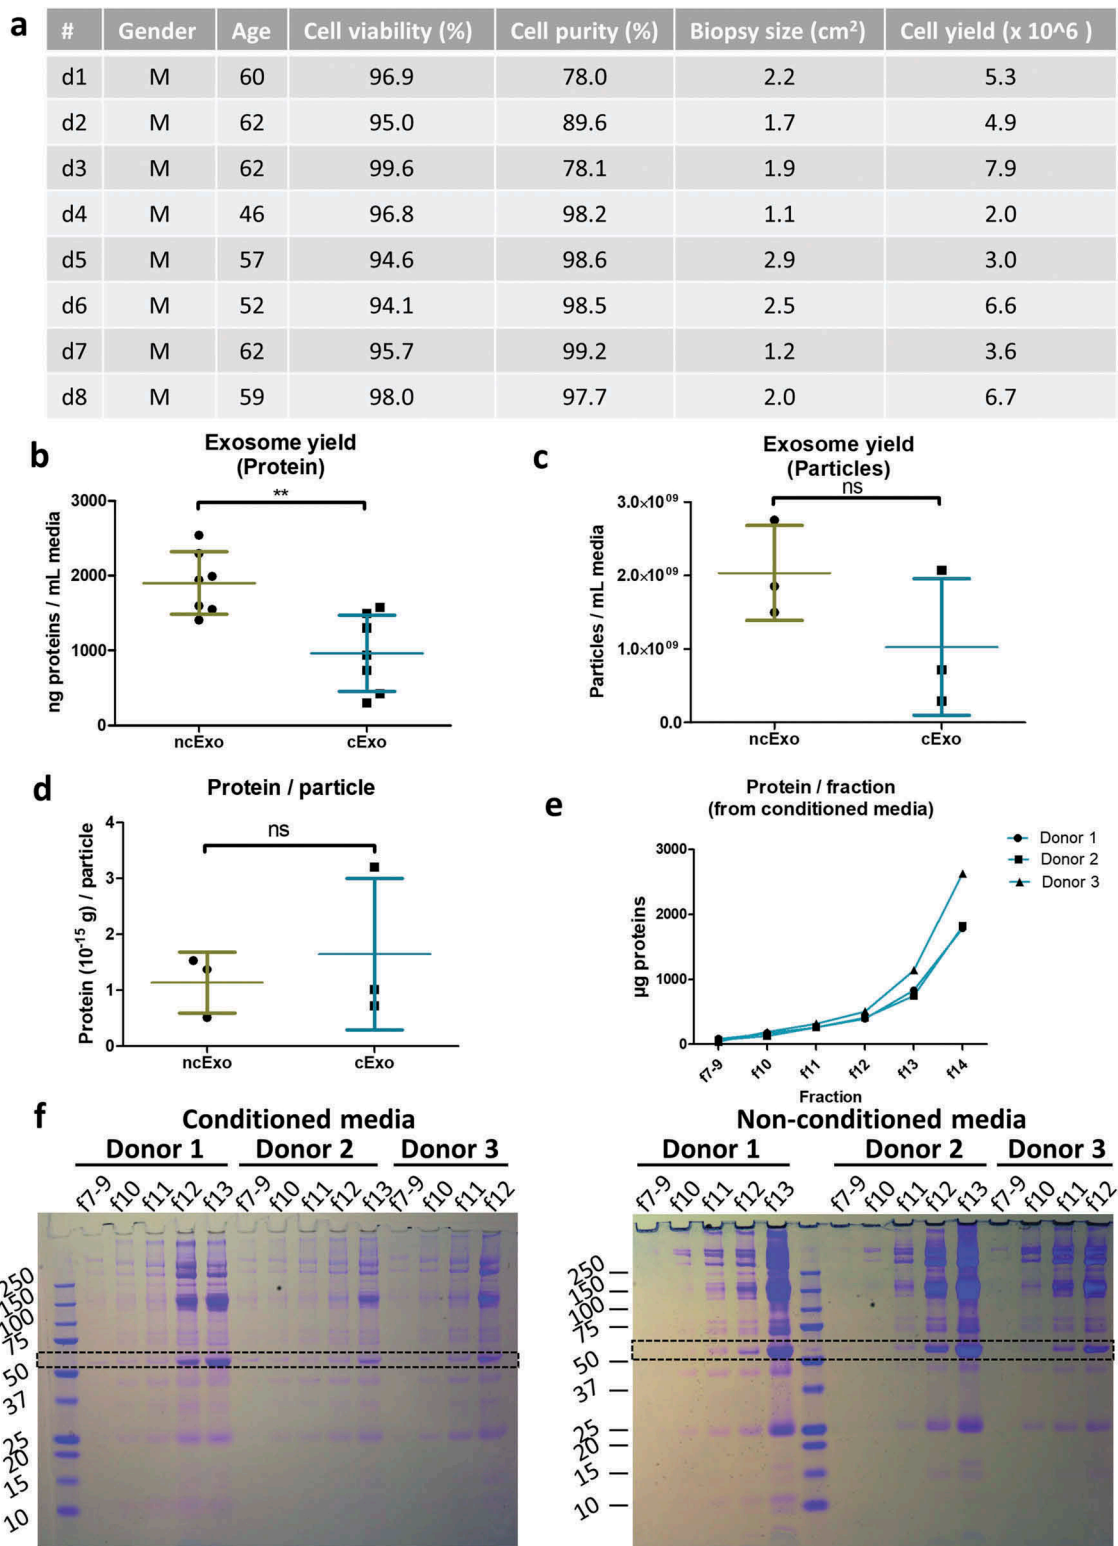 a
# Gender Age Cell viability (%) Cell purity (%) Biopsy size (cm²) Cell yield (x 10^6 )
d1 M 60 96.9 78.0 2.2 5.3
d2 M 62 95.0 89.6 1.7 4.9
d3 M 62 99.6 78.1 1.9 7.9
d4 M 46 96.8 98.2 1.1 2.0
d5 M 57 94.6 98.6 2.9 3.0
d6 M 52 94.1 98.5 2.5 6.6
d7 M 62 95.7 99.2 1.2 3.6
d8 M 59 98.0 97.7 2.0 6.7
b
Exosome yield
(Protein)
**
3000
2000
1000
0
ng proteins / mL media
ncExo cExo
c
Exosome yield
(Particles)
ns
3.0×10⁰⁹
2.0×10⁰⁹
1.0×10⁰⁹
0.0
Particles / mL media
ncExo cExo
d
Protein / particle
ns
4
3
2
1
0
Protein (10⁻¹⁵ g) / particle
ncExo cExo
e
Protein / fraction
(from conditioned media)
Donor 1
Donor 2
Donor 3
3000
2000
1000
0
µg proteins
f7-9 f10 f11 f12 f13 f14
Fraction
f
Conditioned media
Donor 1 Donor 2 Donor 3
f7-9 f10 f11 f12 f13 f7-9 f10 f11 f12 f13 f7-9 f10 f11 f12
250
150
100
75
50
37
25
20
15
10
Non-conditioned media
Donor 1 Donor 2 Donor 3
f7-9 f10 f11 f12 f13 f7-9 f10 f11 f12 f13 f7-9 f10 f11 f12
250
150
100
75
50
37
25
20
15
10